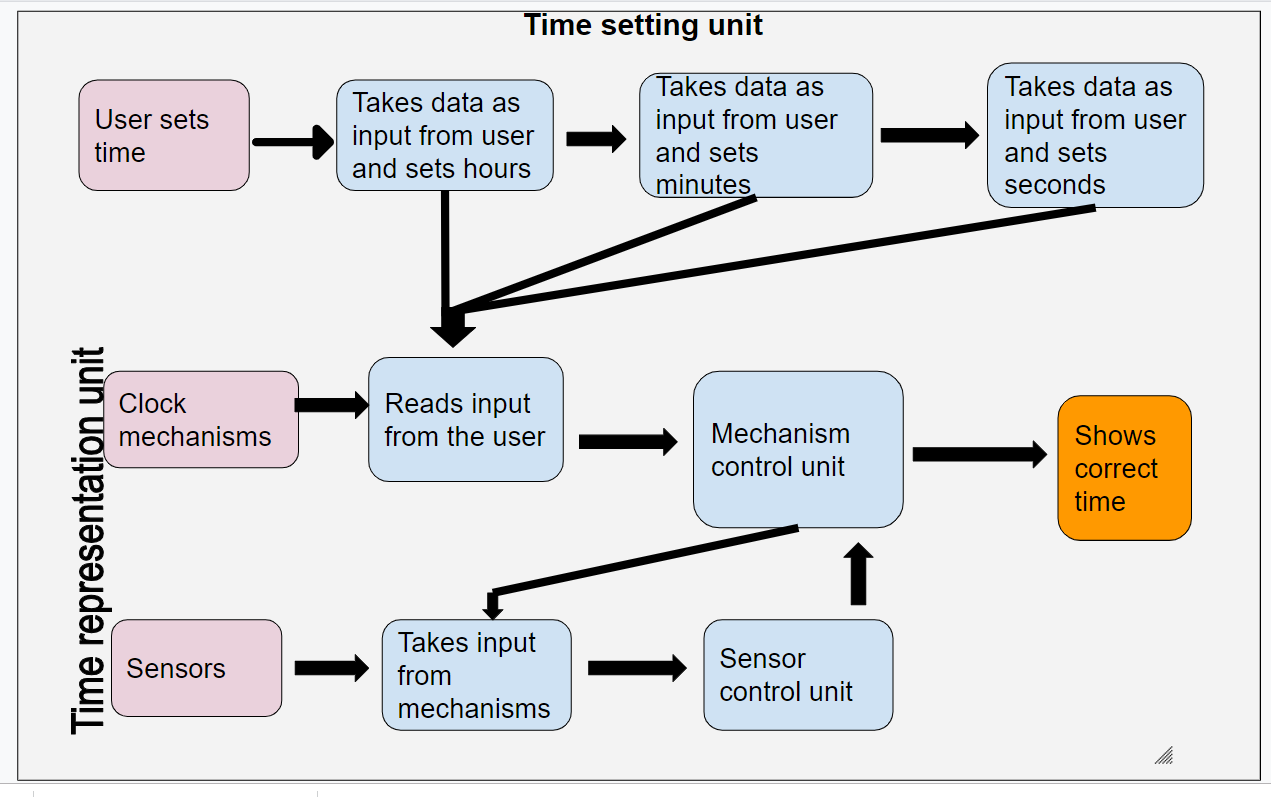 Time setting unit
User sets
time
Takes data as
input from user
and sets hours
Takes data as
input from user
and sets
minutes
Takes data as
input from user
and sets
seconds
Time representation unit
Clock
mechanisms
Reads input
from the user
Mechanism
control unit
Shows
correct
time
Sensors
Takes input
from
mechanisms
Sensor
control unit